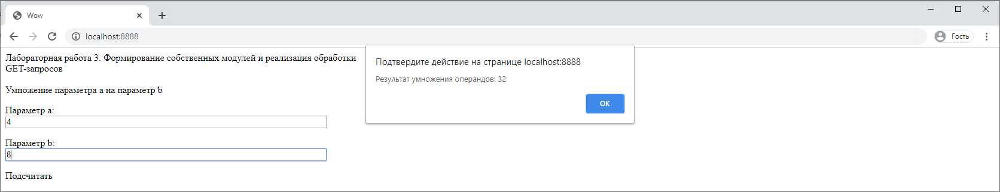 Wow
localhost:8888
Гость
Лабораторная работа 3. Формирование собственных модулей и реализация обработки
GET-запросов
Умножение параметра a на параметр b
Параметр a:
4
Параметр b:
8
Подсчитать
Подтвердите действие на странице localhost:8888
Результат умножения операндов: 32
ОК